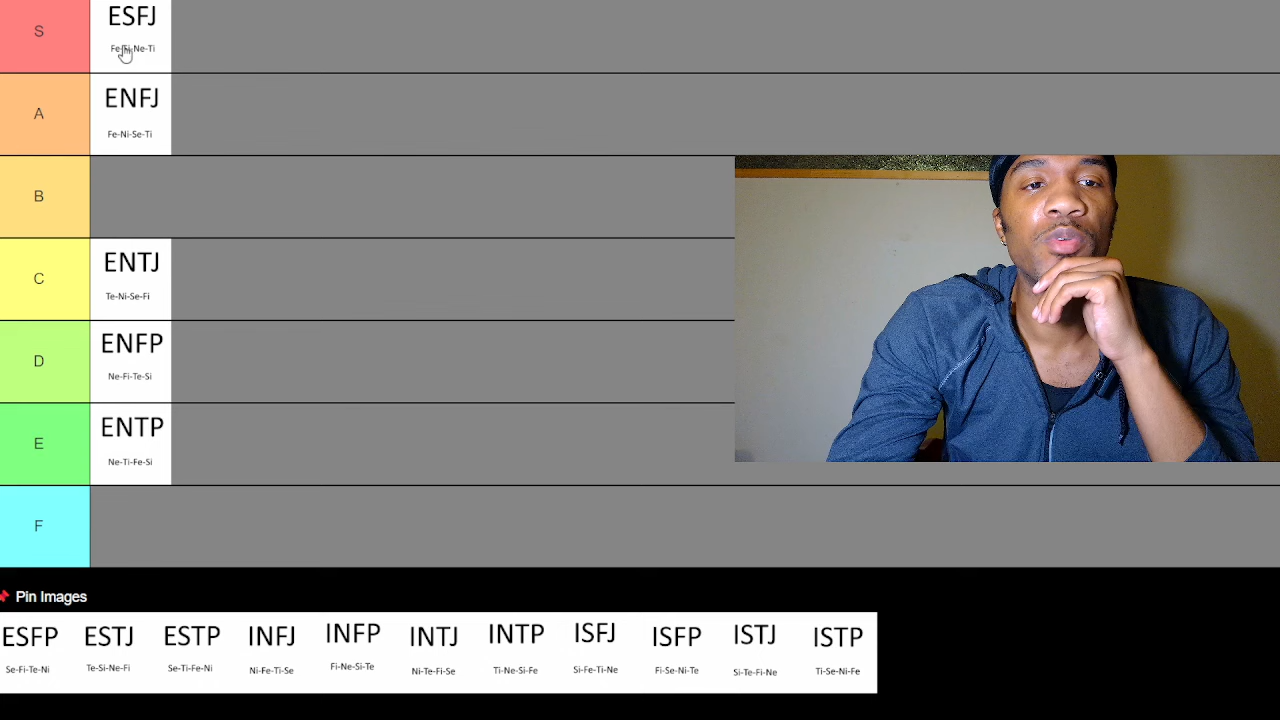 S
ESFJ
Fe-Si-Ne-Ti
A
ENFJ
Fe-Ni-Se-Ti
B
C
ENTJ
Te-Ni-Se-Fi
D
ENFP
Ne-Fi-Te-Si
E
ENTP
Ne-Ti-Fe-Si
F
Pin Images
ESFP ESTJ ESTP INFJ INFP INTJ INTP ISFJ ISFP ISTJ ISTP
Se-Fi-Te-Ni Te-Si-Ne-Fi Se-Ti-Fe-Ni Ni-Fe-Ti-Se Fi-Ne-Si-Te Ni-Te-Fi-Se Ti-Ne-Si-Fe Si-Fe-Ti-Ne Fi-Se-Ni-Te Si-Te-Fi-Ne Ti-Se-Ni-Fe